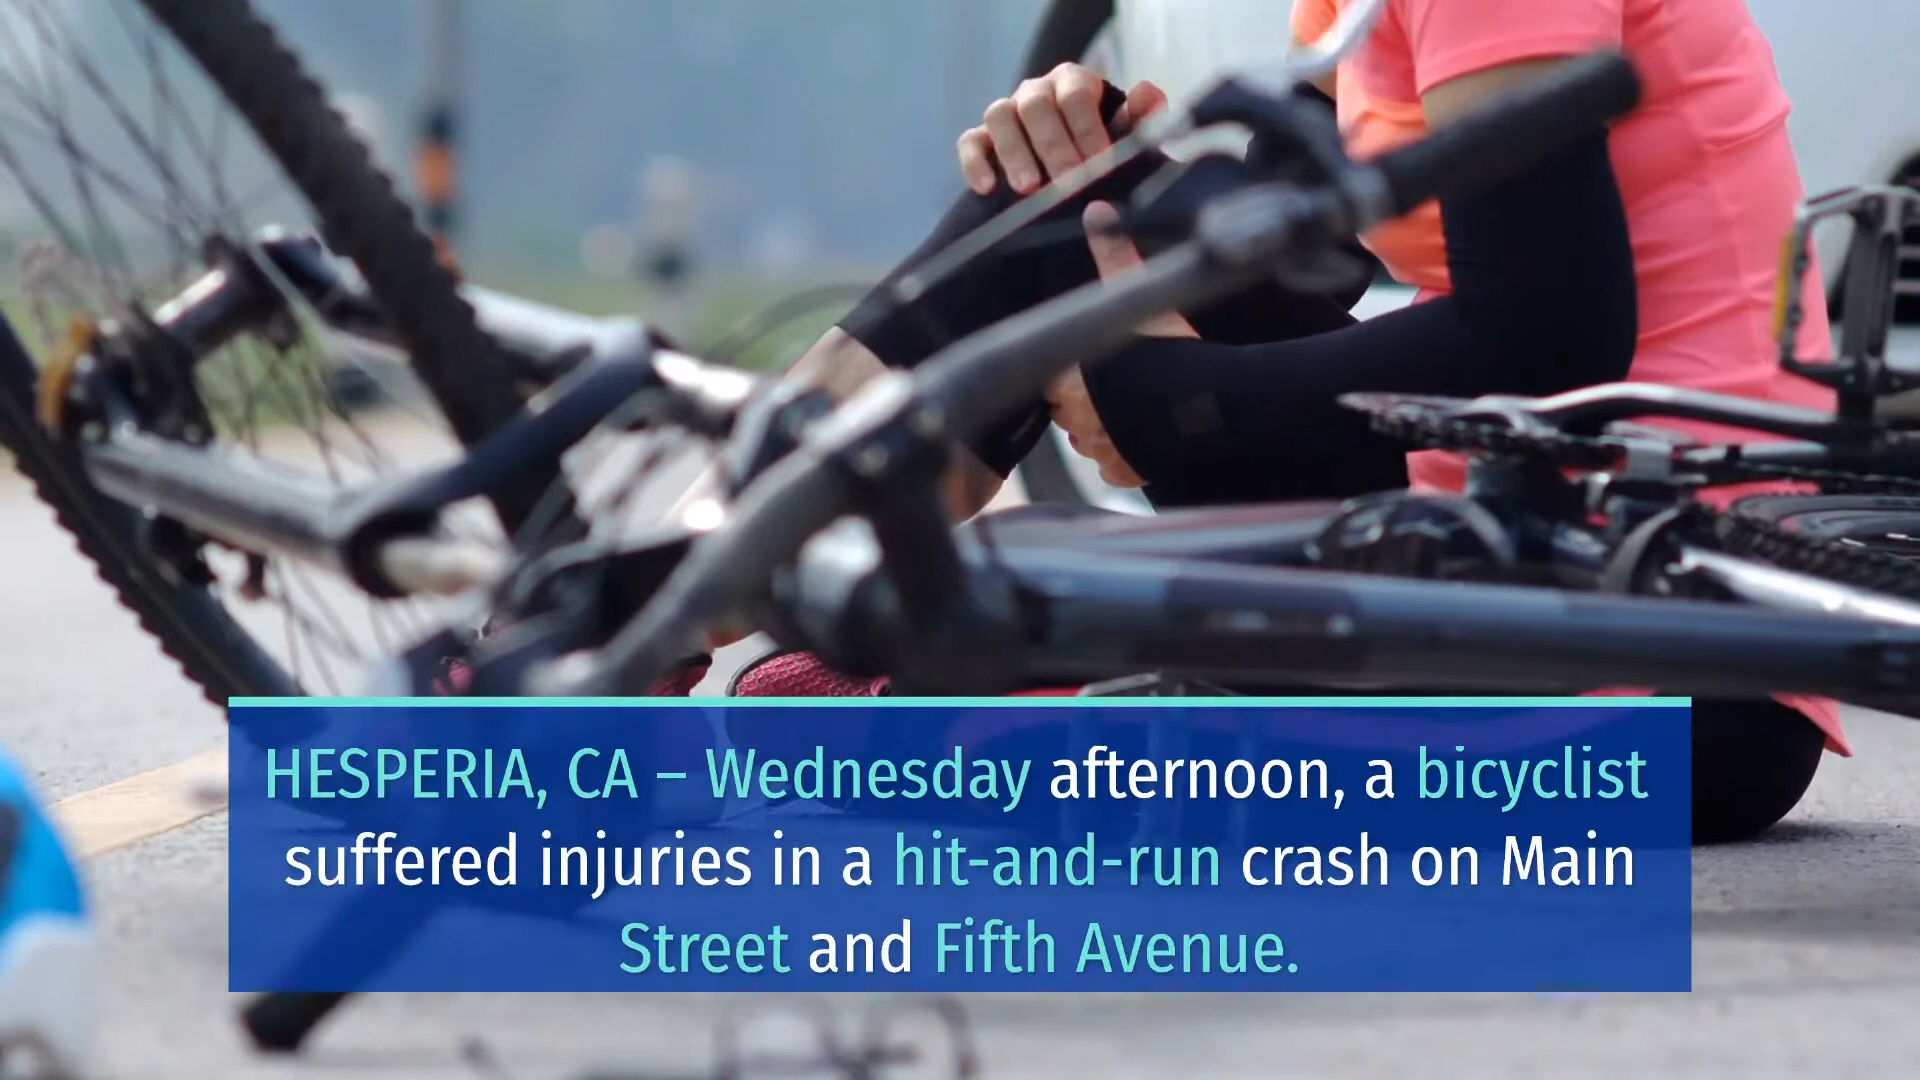 HESPERIA, CA – Wednesday afternoon, a bicyclist
suffered injuries in a hit-and-run crash on Main
Street and Fifth Avenue.